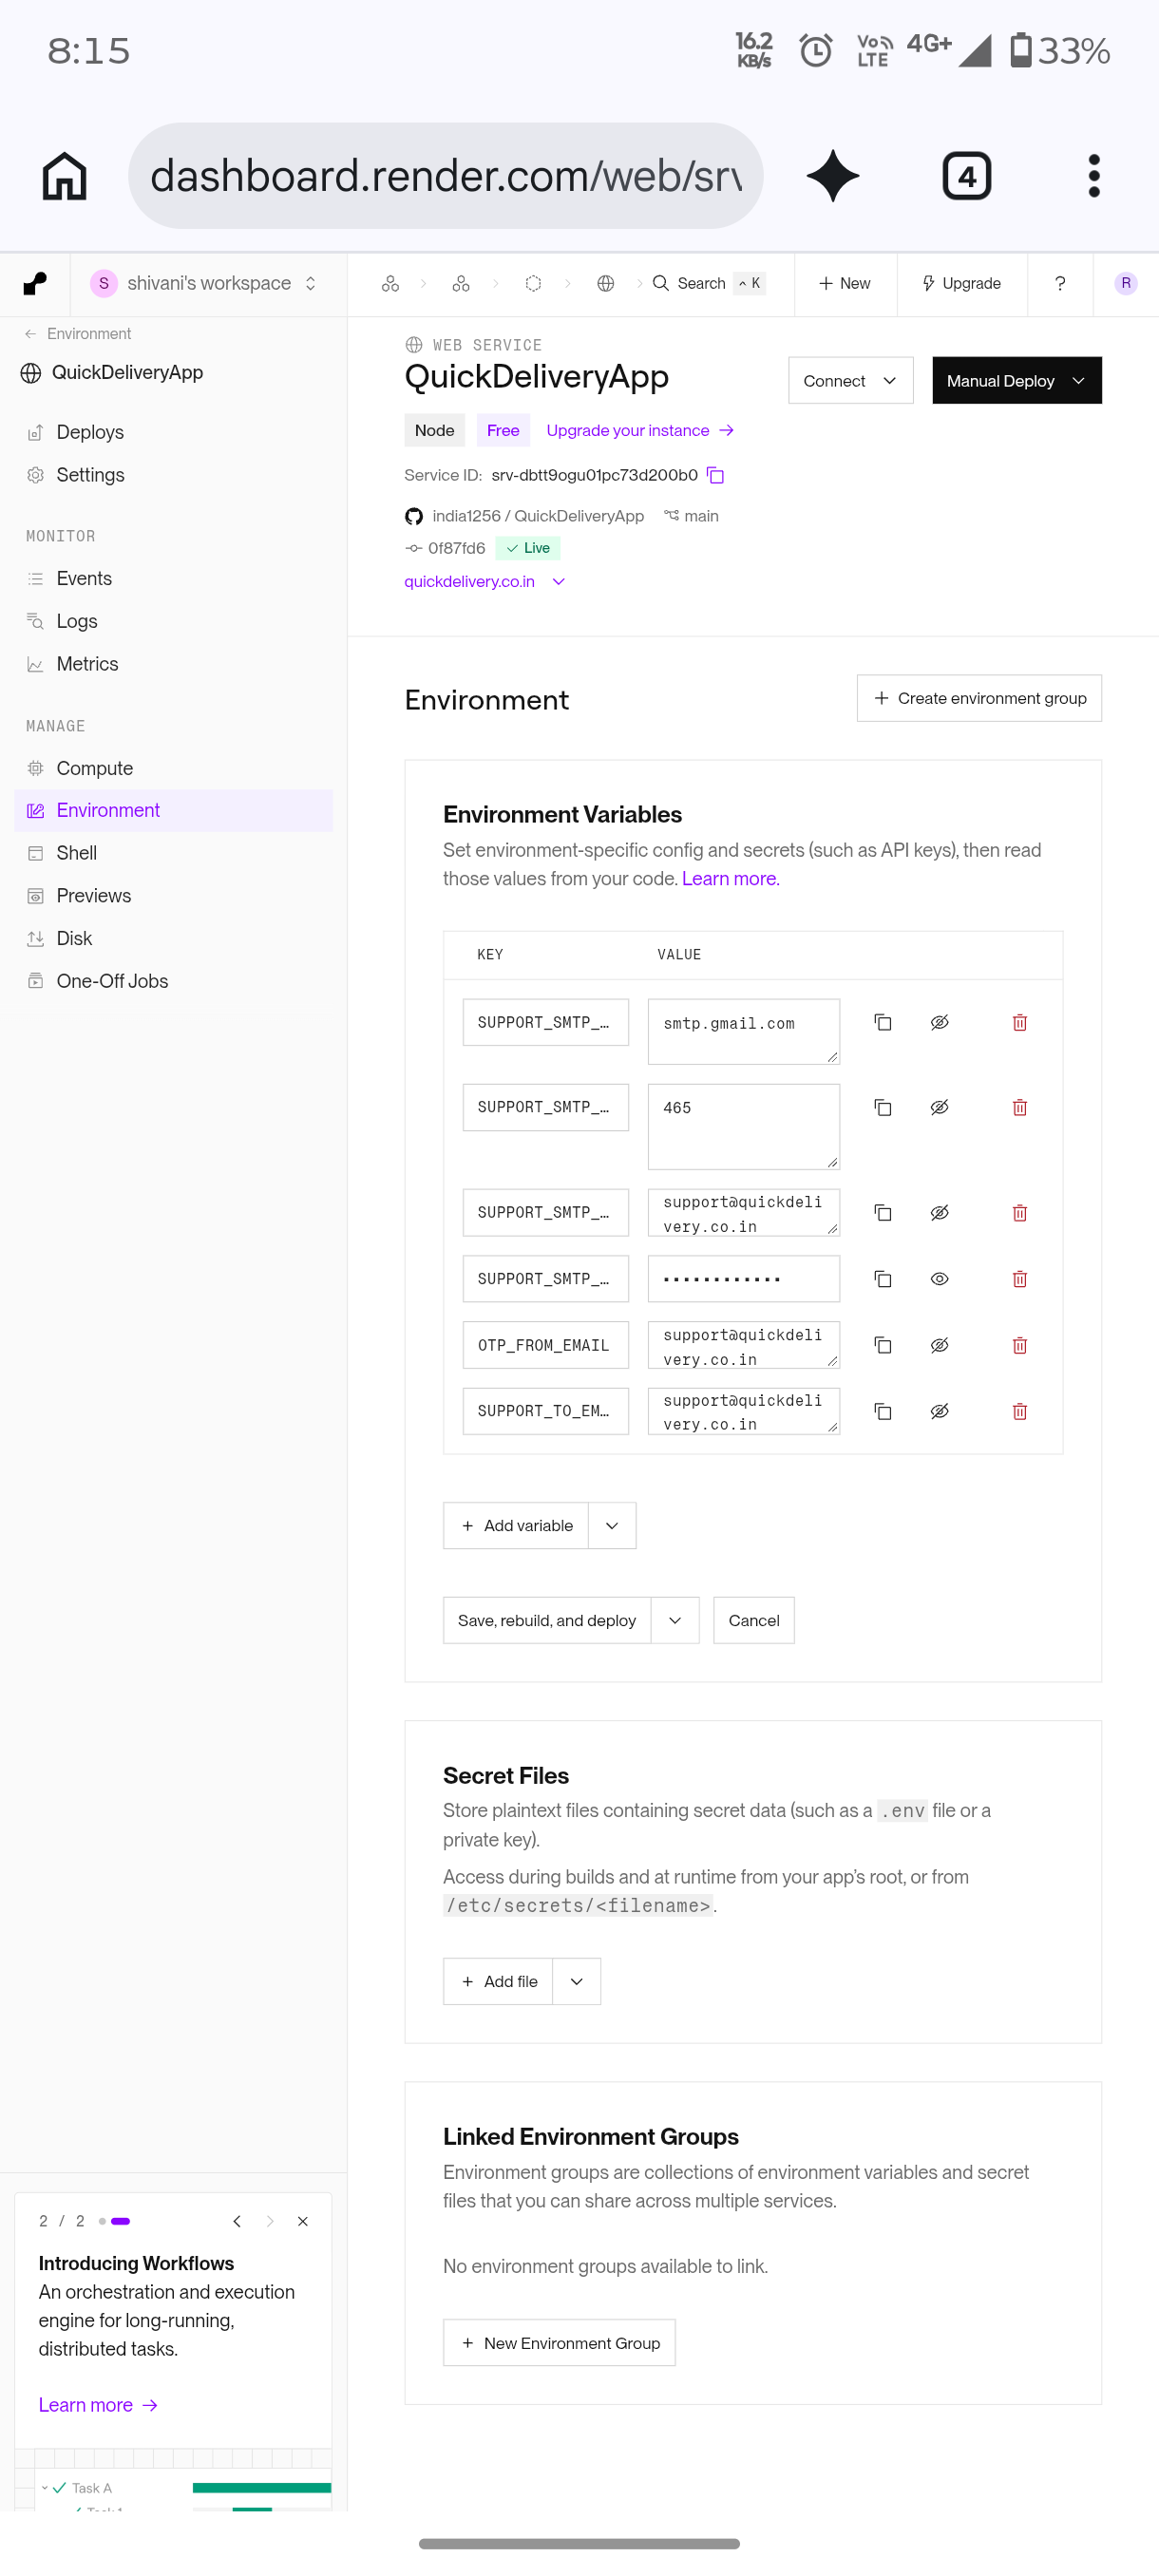 8:15
16.2
KB/s
Vo
LTE
4G+
33%
dashboard.render.com/web/srv
4
S
shivani's workspace
Search
K
New
Upgrade
?
R
Environment
QuickDeliveryApp
Deploys
Settings
MONITOR
Events
Logs
Metrics
MANAGE
Compute
Environment
Shell
Previews
Disk
One-Off Jobs
WEB SERVICE
QuickDeliveryApp
Connect
Manual Deploy
Node
Free
Upgrade your instance
Service ID: srv-dbtt9ogu01pc73d200b0
india1256 / QuickDeliveryApp
main
0f87fd6
Live
quickdelivery.co.in
Environment
Create environment group
Environment Variables
Set environment-specific config and secrets (such as API keys), then read
those values from your code. Learn more.
KEY
VALUE
SUPPORT_SMTP_…
smtp.gmail.com
SUPPORT_SMTP_…
465
SUPPORT_SMTP_…
support@quickdeli
very.co.in
SUPPORT_SMTP_…
............
OTP_FROM_EMAIL
support@quickdeli
very.co.in
SUPPORT_TO_EM…
support@quickdeli
very.co.in
+ Add variable
Save, rebuild, and deploy
Cancel
Secret Files
Store plaintext files containing secret data (such as a .env file or a
private key).
Access during builds and at runtime from your app's root, or from
/etc/secrets/<filename>.
+ Add file
Linked Environment Groups
Environment groups are collections of environment variables and secret
files that you can share across multiple services.
No environment groups available to link.
+ New Environment Group
2 / 2
Introducing Workflows
An orchestration and execution
engine for long-running,
distributed tasks.
Learn more
Task A